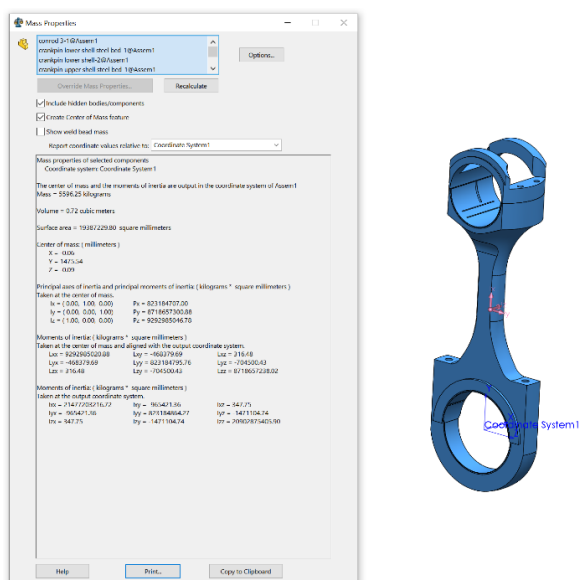 Mass Properties
conrod 3-1@Assem1
crankpin lower shell steel bed 1@Assem1
crankpin lower shell-2@Assem1
crankpin upper shell steel bed 1@Assem1
Options...
Override Mass Properties...
Recalculate
Include hidden bodies/components
Create Center of Mass feature
Show weld bead mass
Report coordinate values relative to: Coordinate System1
Mass properties of selected components
Coordinate system: Coordinate System1
The center of mass and the moments of inertia are output in the coordinate system of Assem1
Mass = 5596.25 kilograms
Volume = 0.72 cubic meters
Surface area = 19387229.80 square millimeters
Center of mass: ( millimeters )
X = 0.06
Y = 1475.54
Z = 0.09
Principal axes of inertia and principal moments of inertia: ( kilograms * square millimeters )
Taken at the center of mass.
Ix = ( 0.00, 1.00, 0.00) Px = 823184707.00
Iy = ( 0.00, 0.00, 1.00) Py = 8718657300.88
Iz = ( 1.00, 0.00, 0.00) Pz = 9292985046.70
Moments of inertia: ( kilograms * square millimeters )
Taken at the center of mass and aligned with the output coordinate system.
Lxx = 9292985020.88 Lxy = -468379.69 Lxz = 316.48
Lyx = -468379.69 Lyy = 823184795.76 Lyz = -704500.43
Lzx = 316.48 Lzy = -704500.43 Lzz = 8718657238.02
Moments of inertia: ( kilograms * square millimeters )
Taken at the output coordinate system.
Ixx = 21477203216.72 Ixy = -965421.36 Ixz = 347.75
Iyx = -965421.36 Iyy = 823184864.27 Iyz = -1471104.74
Izx = 347.75 Izy = -1471104.74 Izz = 20902875405.90
Help
Print...
Copy to Clipboard
Coordinate System1